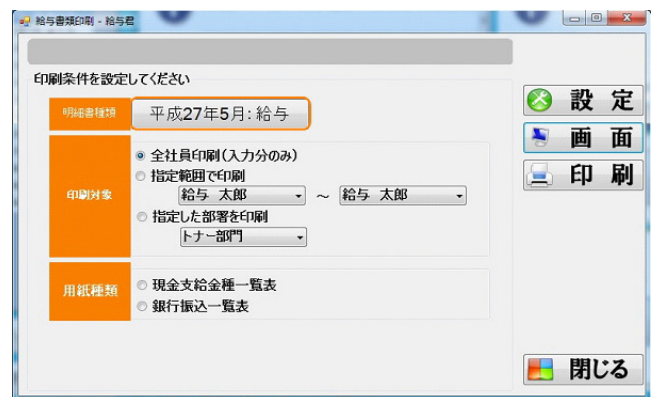 給与書類印刷 - 給与君
印刷条件を設定してください
明細書種類
平成27年5月:給与
印刷対象
全社員印刷(入力分のみ)
指定範囲で印刷
給与 太郎 ～ 給与 太郎
指定した部署を印刷
トナー部門
用紙種類
現金支給金種一覧表
銀行振込一覧表
設 定
画 面
印 刷
閉じる